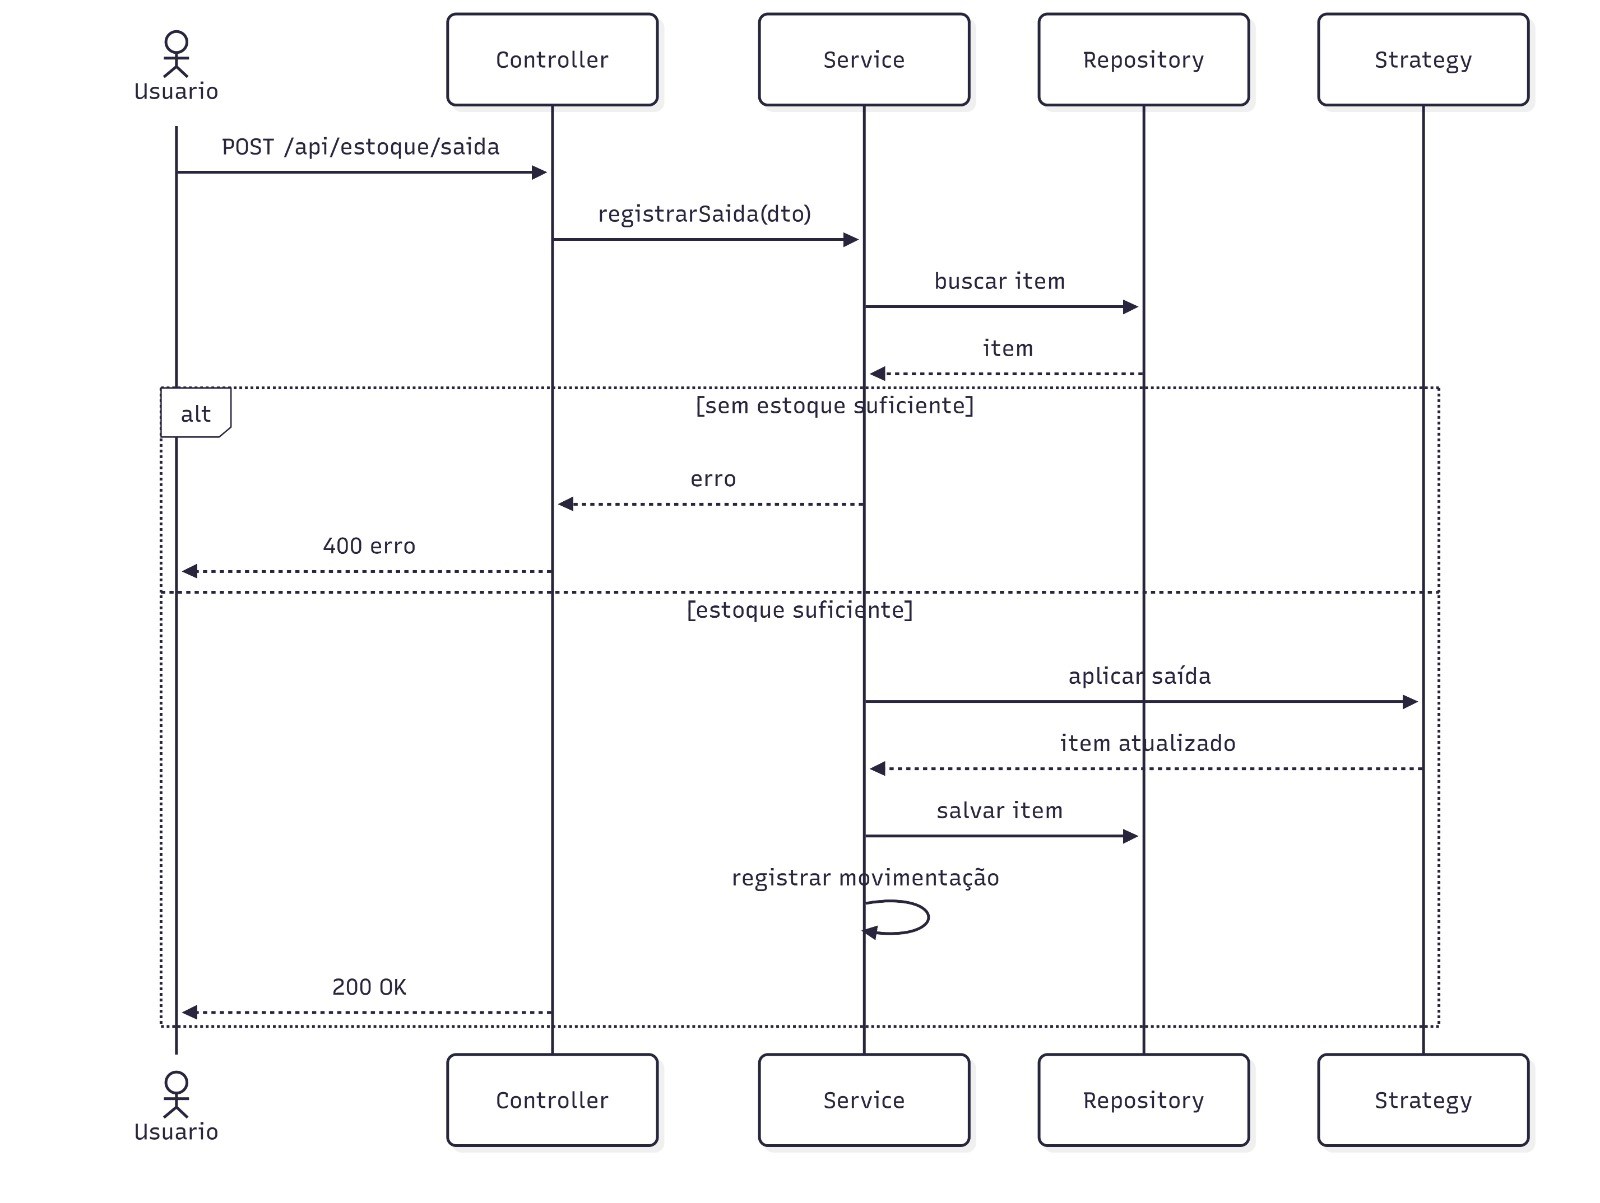 Usuario
Controller
Service
Repository
Strategy
POST /api/estoque/saida
registrarSaida(dto)
buscar item
item
alt
[sem estoque suficiente]
erro
400 erro
[estoque suficiente]
aplicar saída
item atualizado
salvar item
registrar movimentação
200 OK
Usuario
Controller
Service
Repository
Strategy